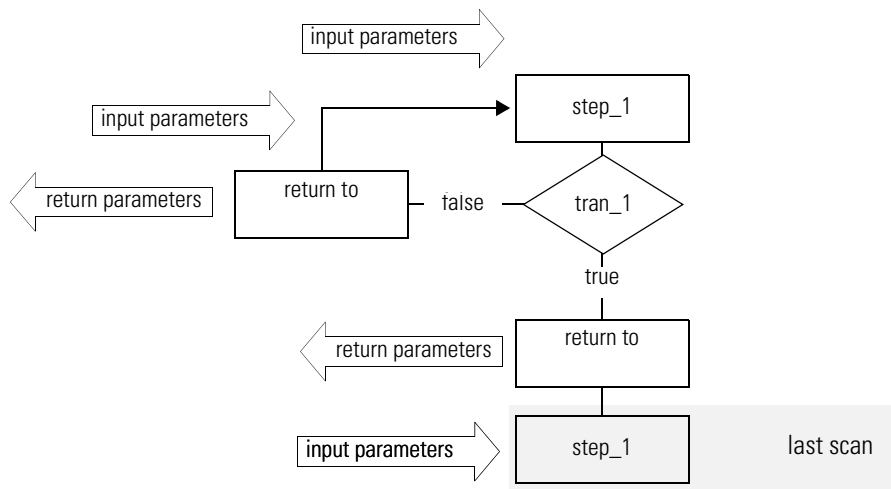 input parameters
step_1
input parameters
return to
return parameters
false
tran_1
true
return to
return parameters
step_1
last scan
input parameters